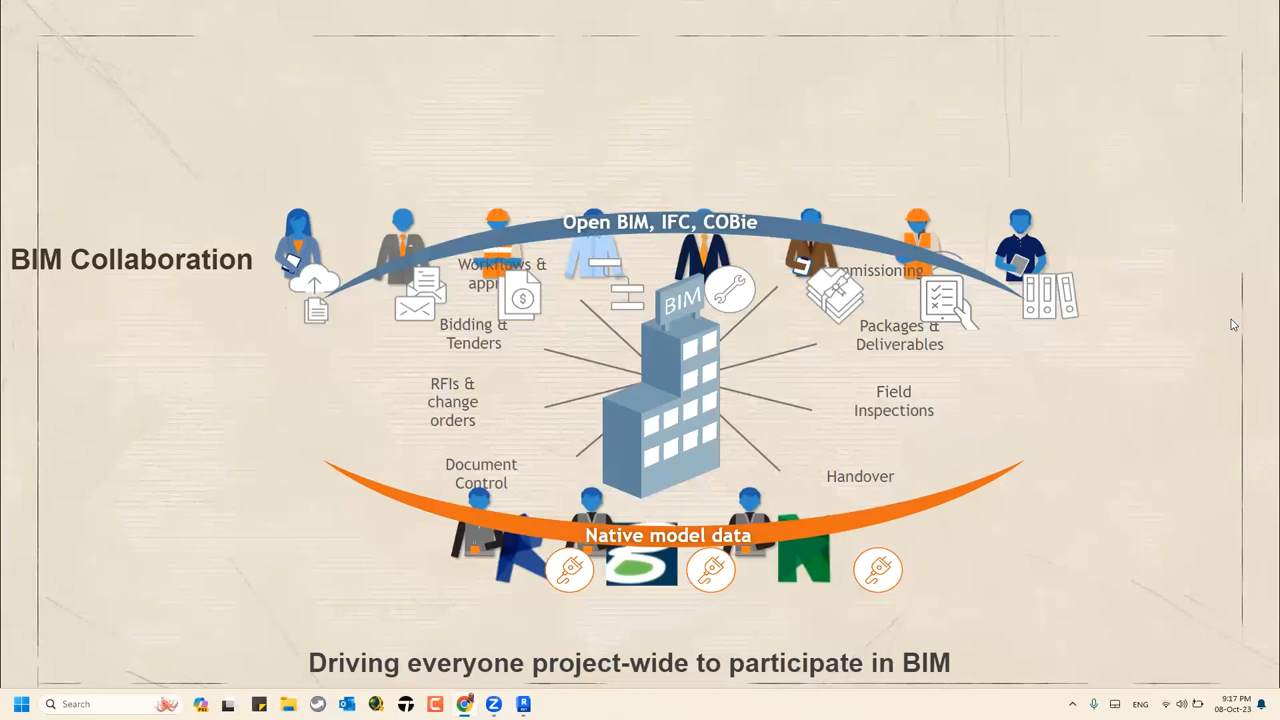 Open BIM, IFC, COBie
BIM Collaboration
Workflows &
BIM
Bidding &
Tenders
Packages &
Deliverables
RFIs &
change
orders
Field
Inspections
Document
Control
Handover
Native model data
Driving everyone project-wide to participate in BIM
Search
ENG
9:17 PM
08-Oct-23